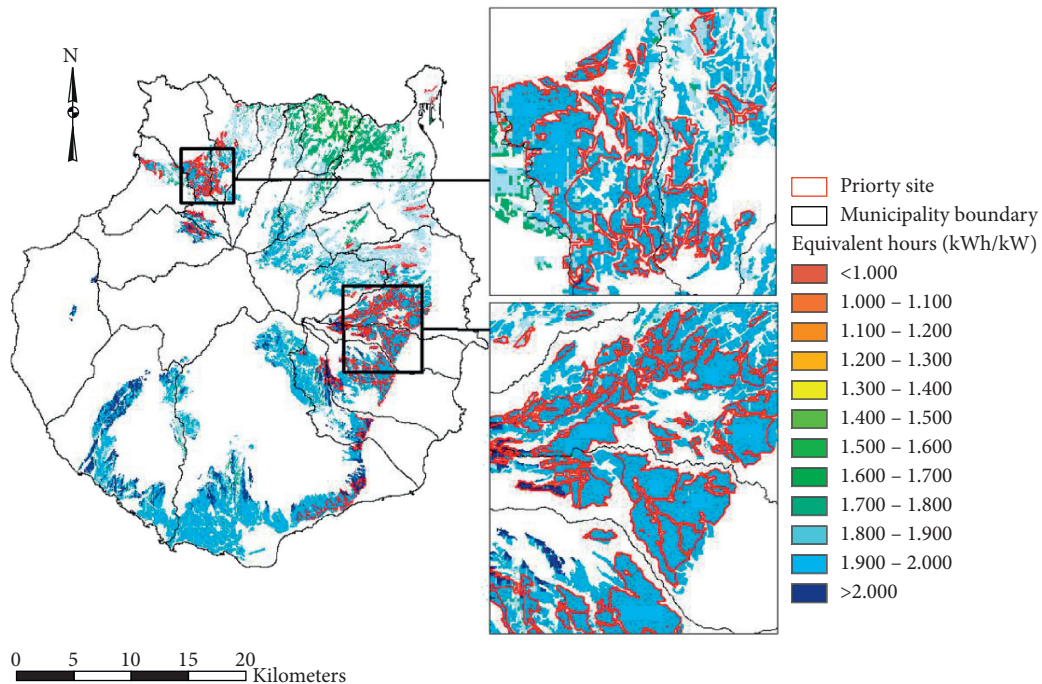 N
Priorty site
Municipality boundary
Equivalent hours (kWh/kW)
<1.000
1.000 – 1.100
1.100 – 1.200
1.200 – 1.300
1.300 – 1.400
1.400 – 1.500
1.500 – 1.600
1.600 – 1.700
1.700 – 1.800
1.800 – 1.900
1.900 – 2.000
>2.000
0 5 10 15 20
Kilometers